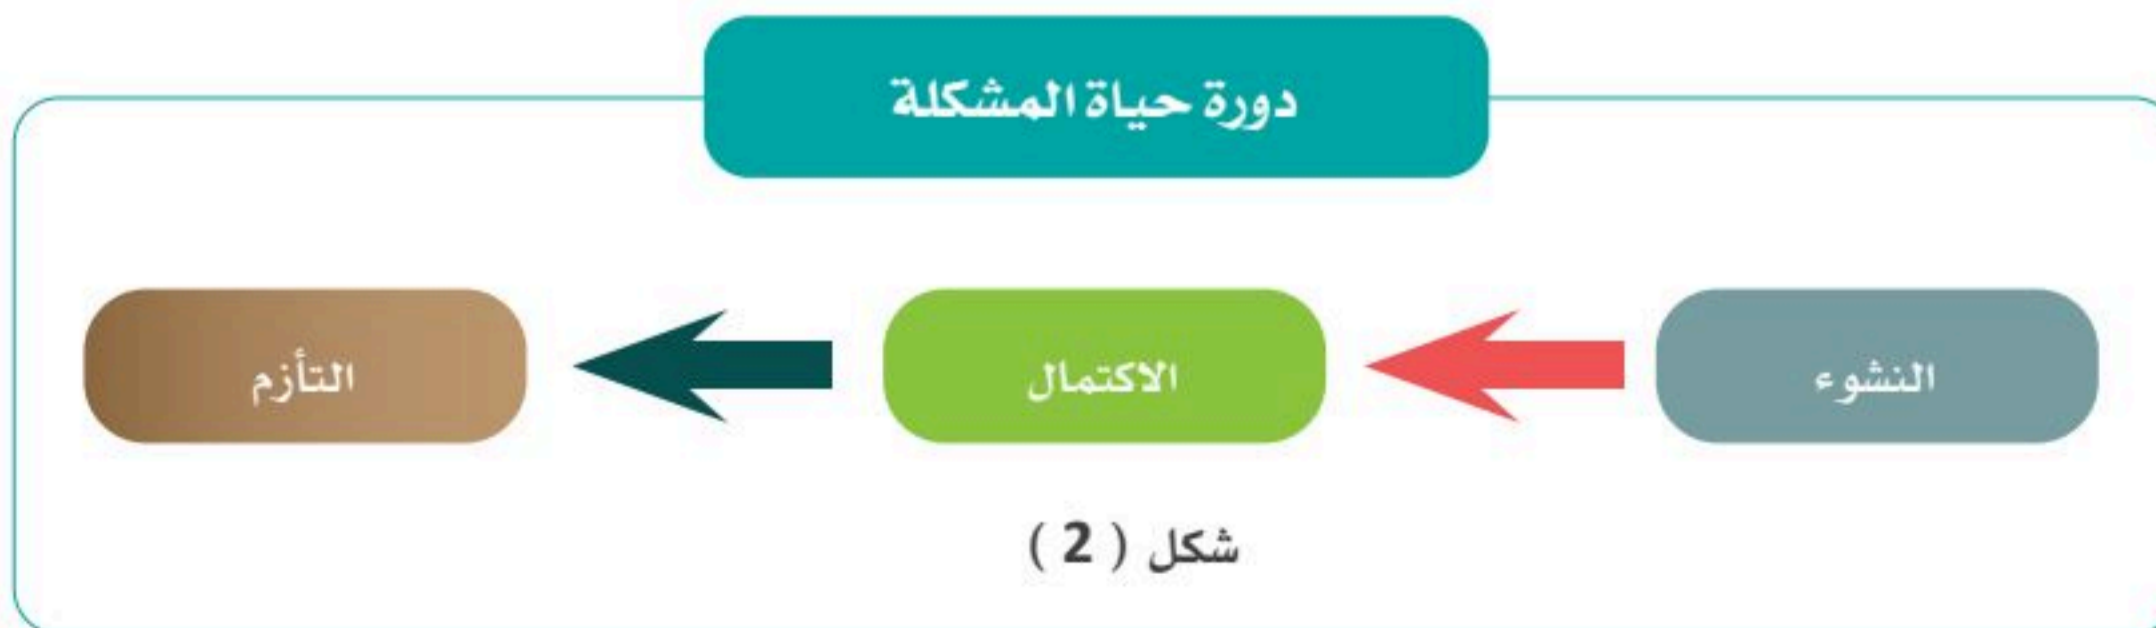 دورة حياة المشكلة
النشوء
الاكتمال
التأزم
شكل ( 2 )